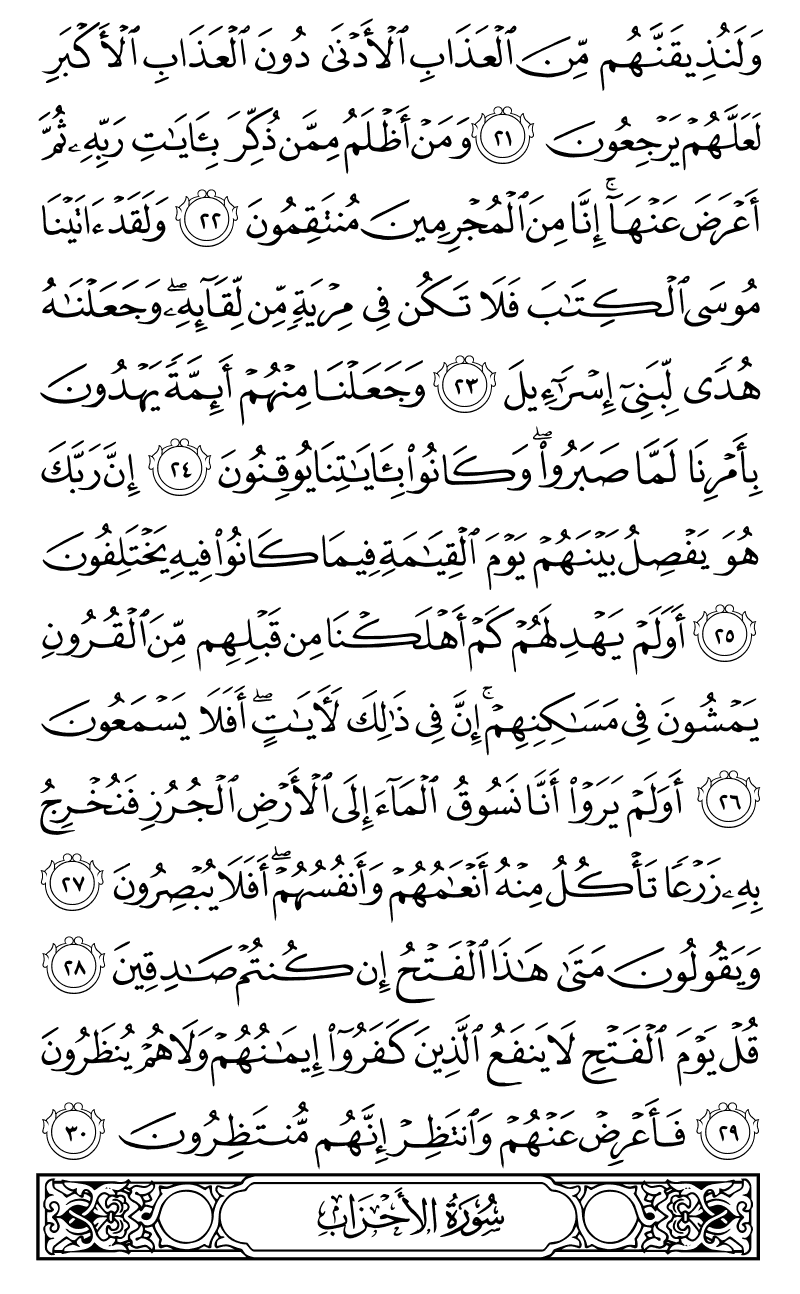 وَلَنُذِيقَنَّهُم مِّنَ ٱلْعَذَابِ ٱلْأَدْنَىٰ دُونَ ٱلْعَذَابِ ٱلْأَكْبَرِ
لَعَلَّهُمْ يَرْجِعُونَ ٢١ وَمَنْ أَظْلَمُ مِمَّن ذُكِّرَ بِـَٔايَـٰتِ رَبِّهِۦ ثُمَّ
أَعْرَضَ عَنْهَآ ۚ إِنَّا مِنَ ٱلْمُجْرِمِينَ مُنتَقِمُونَ ٢٢ وَلَقَدْ ءَاتَيْنَا
مُوسَى ٱلْكِتَـٰبَ فَلَا تَكُن فِى مِرْيَةٍ مِّن لِّقَآئِهِۦ ۖ وَجَعَلْنَـٰهُ
هُدًى لِّبَنِىٓ إِسْرَٰٓءِيلَ ٢٣ وَجَعَلْنَا مِنْهُمْ أَئِمَّةً يَهْدُونَ
بِأَمْرِنَا لَمَّا صَبَرُوا۟ ۖ وَكَانُوا۟ بِـَٔايَـٰتِنَا يُوقِنُونَ ٢٤ إِنَّ رَبَّكَ
هُوَ يَفْصِلُ بَيْنَهُمْ يَوْمَ ٱلْقِيَـٰمَةِ فِيمَا كَانُوا۟ فِيهِ يَخْتَلِفُونَ
٢٥ أَوَلَمْ يَهْدِ لَهُمْ كَمْ أَهْلَكْنَا مِن قَبْلِهِم مِّنَ ٱلْقُرُونِ
يَمْشُونَ فِى مَسَـٰكِنِهِمْ ۚ إِنَّ فِى ذَٰلِكَ لَـَٔايَـٰتٍ ۖ أَفَلَا يَسْمَعُونَ
٢٦ أَوَلَمْ يَرَوْا۟ أَنَّا نَسُوقُ ٱلْمَآءَ إِلَى ٱلْأَرْضِ ٱلْجُرُزِ فَنُخْرِجُ
بِهِۦ زَرْعًا تَأْكُلُ مِنْهُ أَنْعَـٰمُهُمْ وَأَنفُسُهُمْ ۖ أَفَلَا يُبْصِرُونَ ٢٧
وَيَقُولُونَ مَتَىٰ هَـٰذَا ٱلْفَتْحُ إِن كُنتُمْ صَـٰدِقِينَ ٢٨
قُلْ يَوْمَ ٱلْفَتْحِ لَا يَنفَعُ ٱلَّذِينَ كَفَرُوٓا۟ إِيمَـٰنُهُمْ وَلَا هُمْ يُنظَرُونَ
٢٩ فَأَعْرِضْ عَنْهُمْ وَٱنتَظِرْ إِنَّهُم مُّنتَظِرُونَ ٣٠
سُورَةُ الأَحْزَابِ